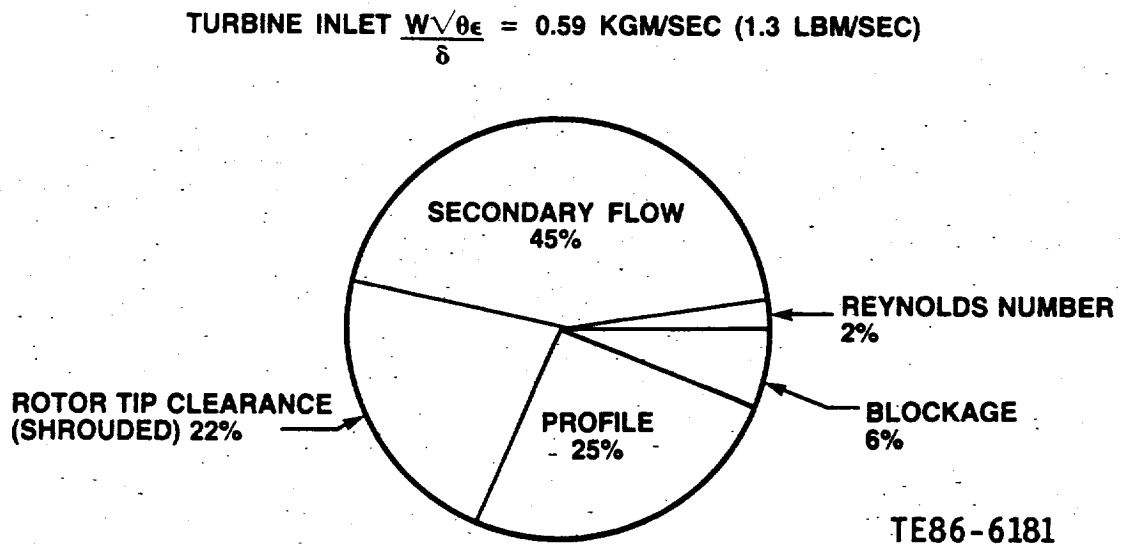 TURBINE INLET W√θϵ/δ = 0.59 KGM/SEC (1.3 LBM/SEC)
SECONDARY FLOW
45%
REYNOLDS NUMBER
2%
ROTOR TIP CLEARANCE
(SHROUDED) 22%
PROFILE
25%
BLOCKAGE
6%
TE86-6181